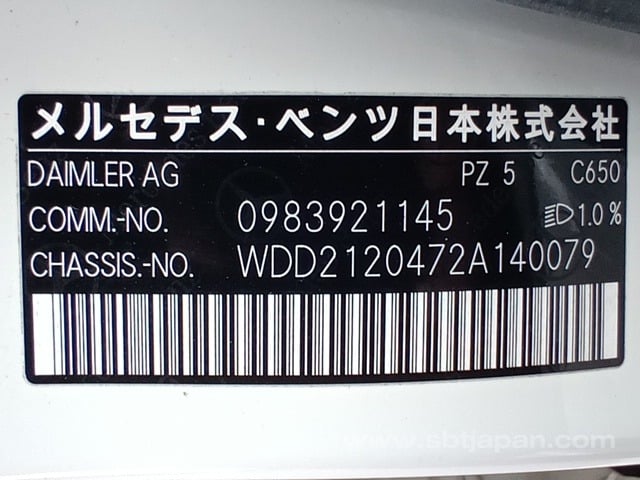 メルセデス・ベンツ日本株式会社
DAIMLER AG PZ 5 C650
COMM.-NO. 0983921145 1.0 %
CHASSIS.-NO. WDD2120472A140079
www.sbtjapan.com